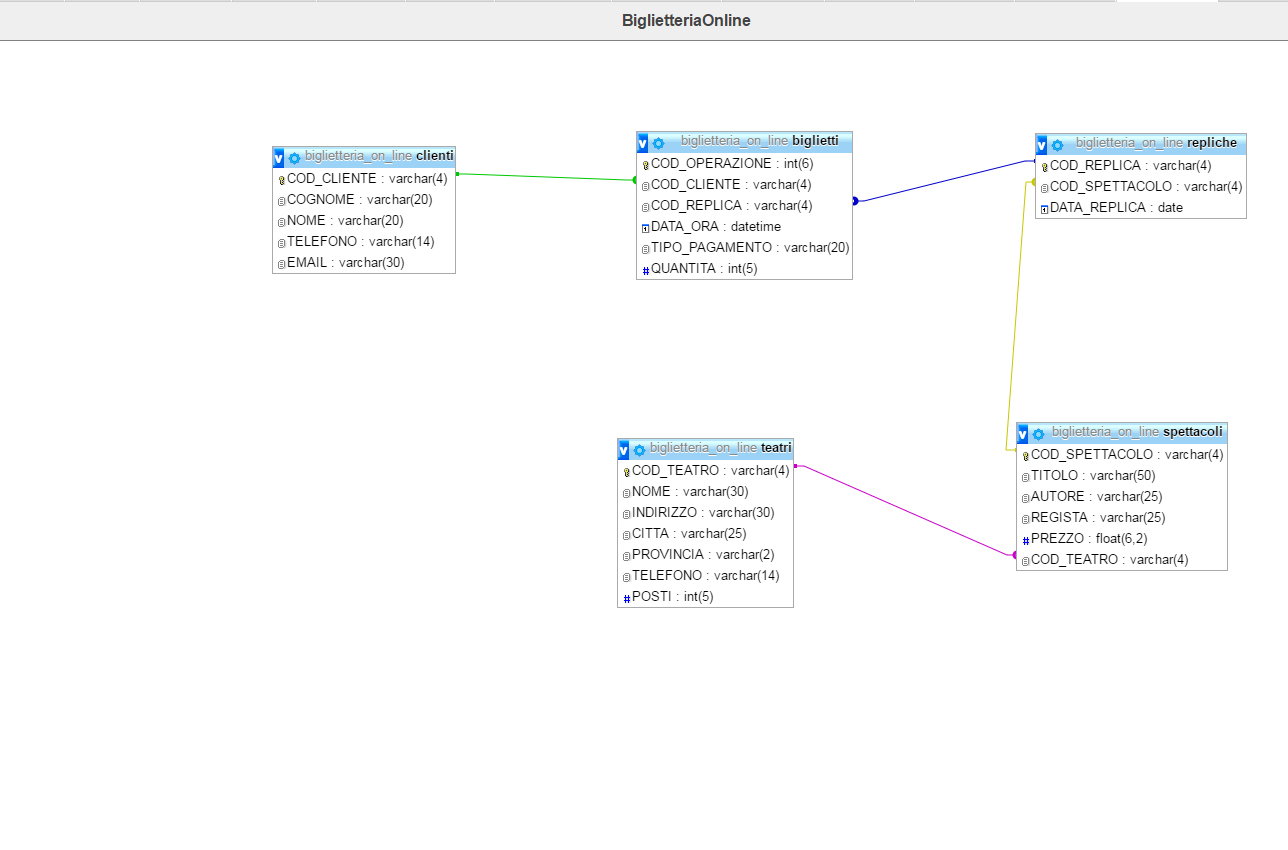 BiglietteriaOnline
biglietteria_on_line clienti
COD_CLIENTE : varchar(4)
COGNOME : varchar(20)
NOME : varchar(20)
TELEFONO : varchar(14)
EMAIL : varchar(30)
biglietteria_on_line biglietti
COD_OPERAZIONE : int(6)
COD_CLIENTE : varchar(4)
COD_REPLICA : varchar(4)
DATA_ORA : datetime
TIPO_PAGAMENTO : varchar(20)
# QUANTITA : int(5)
biglietteria_on_line repliche
COD_REPLICA : varchar(4)
COD_SPETTACOLO : varchar(4)
DATA_REPLICA : date
biglietteria_on_line teatri
COD_TEATRO : varchar(4)
NOME : varchar(30)
INDIRIZZO : varchar(30)
CITTA : varchar(25)
PROVINCIA : varchar(2)
TELEFONO : varchar(14)
# POSTI : int(5)
biglietteria_on_line spettacoli
COD_SPETTACOLO : varchar(4)
TITOLO : varchar(50)
AUTORE : varchar(25)
REGISTA : varchar(25)
# PREZZO : float(6,2)
COD_TEATRO : varchar(4)